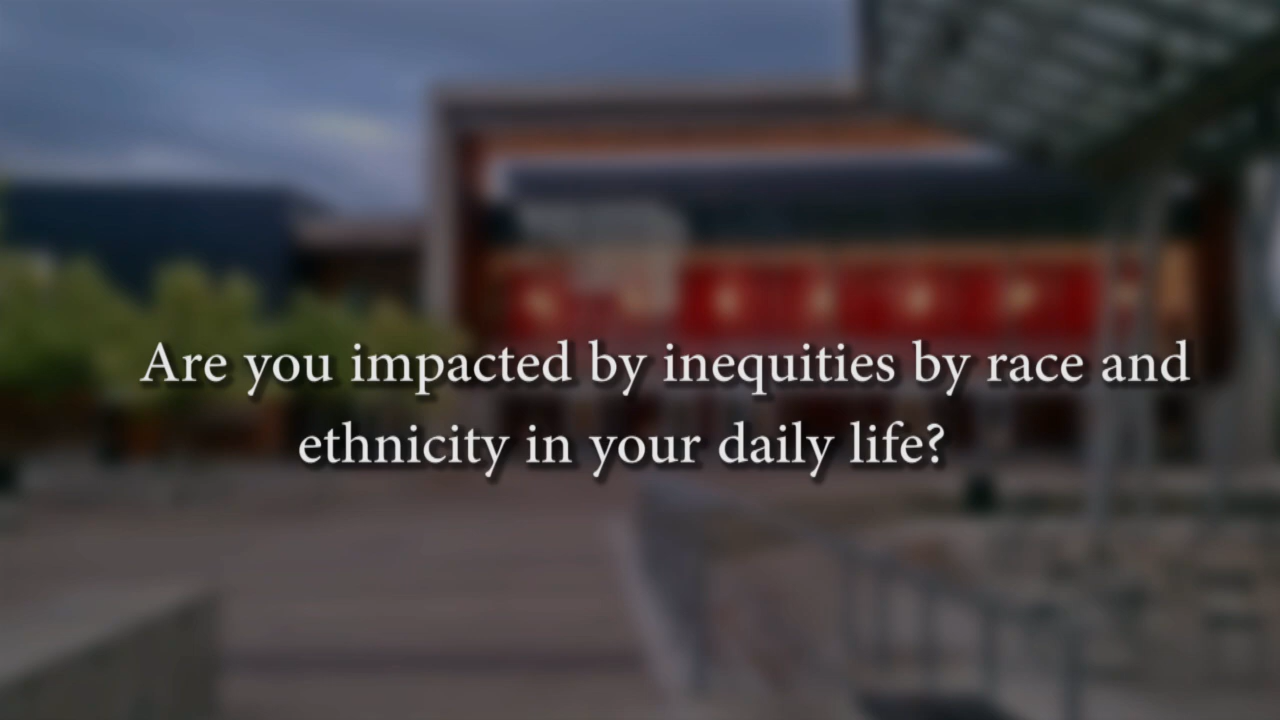 Are you impacted by inequities by race and
ethnicity in your daily life?